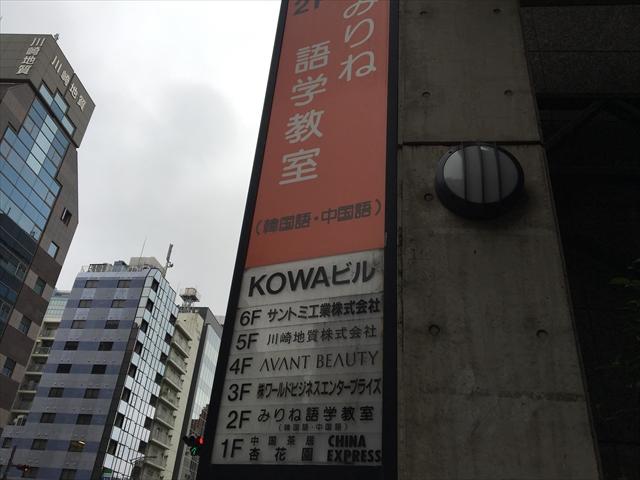 川崎地質
川崎地質
2F
みりね
語学教室
(韓国語・中国語)
KOWAビル
6F サントミ工業株式会社
5F 川崎地質株式会社
4F AVANT BEAUTY
3F ㈱ワールドビジネスエンタープライズ
2F みりね語学教室
(韓国語・中国語)
1F 中国茶居 杏花園 CHINA EXPRESS